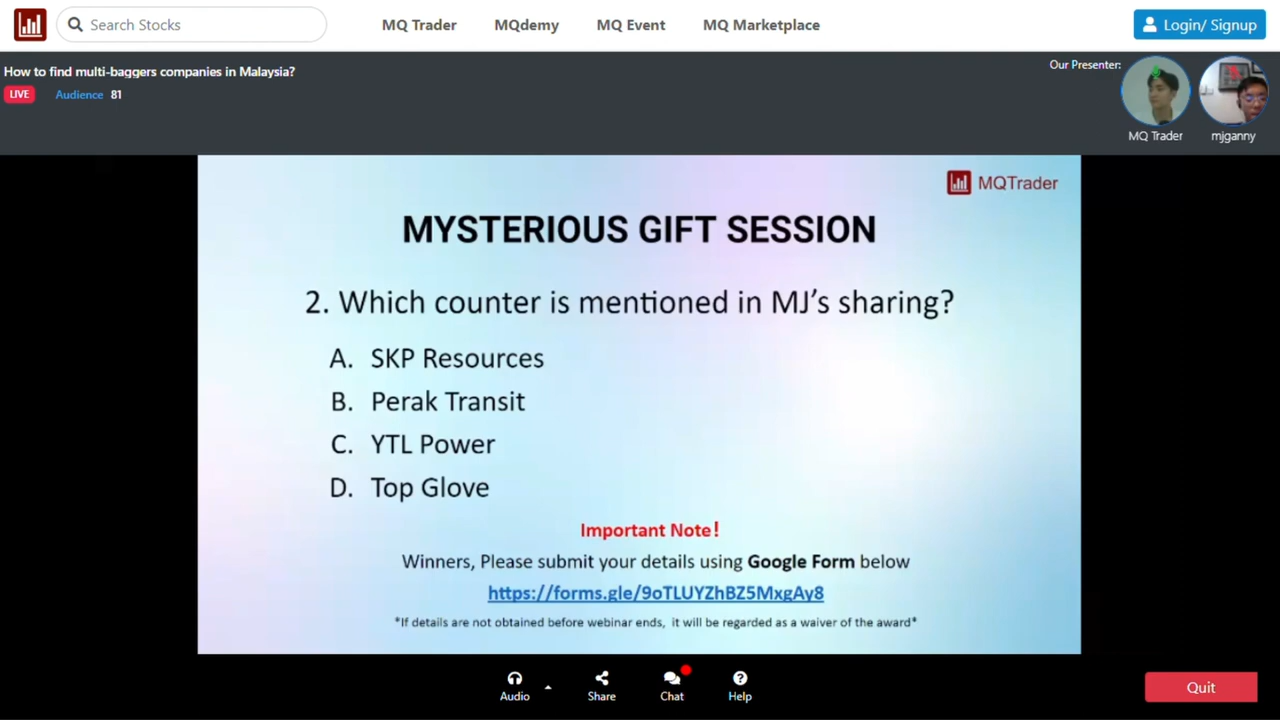 Search Stocks
MQ Trader
MQdemy
MQ Event
MQ Marketplace
Login/ Signup
How to find multi-baggers companies in Malaysia?
LIVE
Audience 81
Our Presenter:
MQ Trader
mjganny
MQTrader
MYSTERIOUS GIFT SESSION
2. Which counter is mentioned in MJ's sharing?
A. SKP Resources
B. Perak Transit
C. YTL Power
D. Top Glove
Important Note!
Winners, Please submit your details using Google Form below
https://forms.gle/9oTLUYZhBZ5MxgAy8
*If details are not obtained before webinar ends, it will be regarded as a waiver of the award*
Audio
Share
Chat
Help
Quit